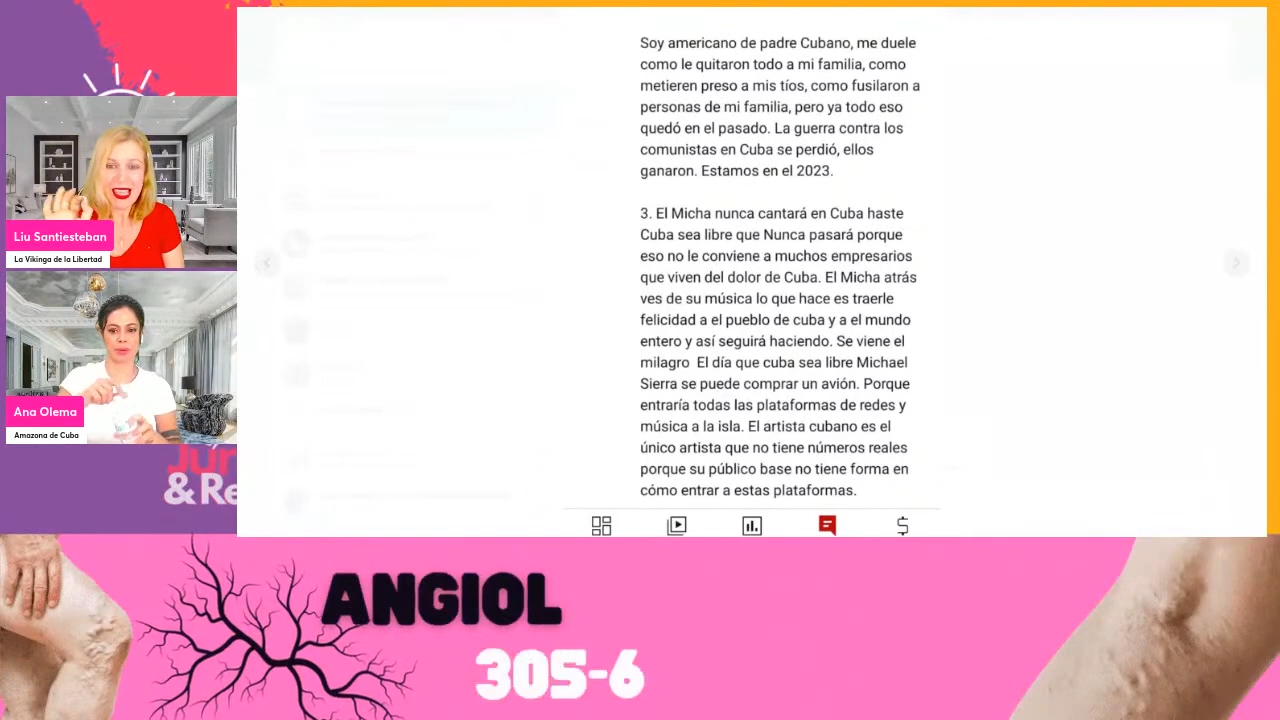 Soy americano de padre Cubano, me duele
como le quitaron todo a mi familia, como
metieren preso a mis tíos, como fusilaron a
personas de mi familia, pero ya todo eso
quedó en el pasado. La guerra contra los
comunistas en Cuba se perdió, ellos
ganaron. Estamos en el 2023.
3. El Micha nunca cantará en Cuba haste
Cuba sea libre que Nunca pasará porque
eso no le conviene a muchos empresarios
que viven del dolor de Cuba. El Micha atrás
ves de su música lo que hace es traerle
felicidad a el pueblo de cuba y a el mundo
entero y así seguirá haciendo. Se viene el
milagro  El día que cuba sea libre Michael
Sierra se puede comprar un avión. Porque
entraría todas las plataformas de redes y
música a la isla. El artista cubano es el
único artista que no tiene números reales
porque su público base no tiene forma en
cómo entrar a estas plataformas.
Liu Santiesteban
La Vikinga de la Libertad
Ana Olema
Amazona de Cuba
Jur
& Re
ANGIOL
305-6